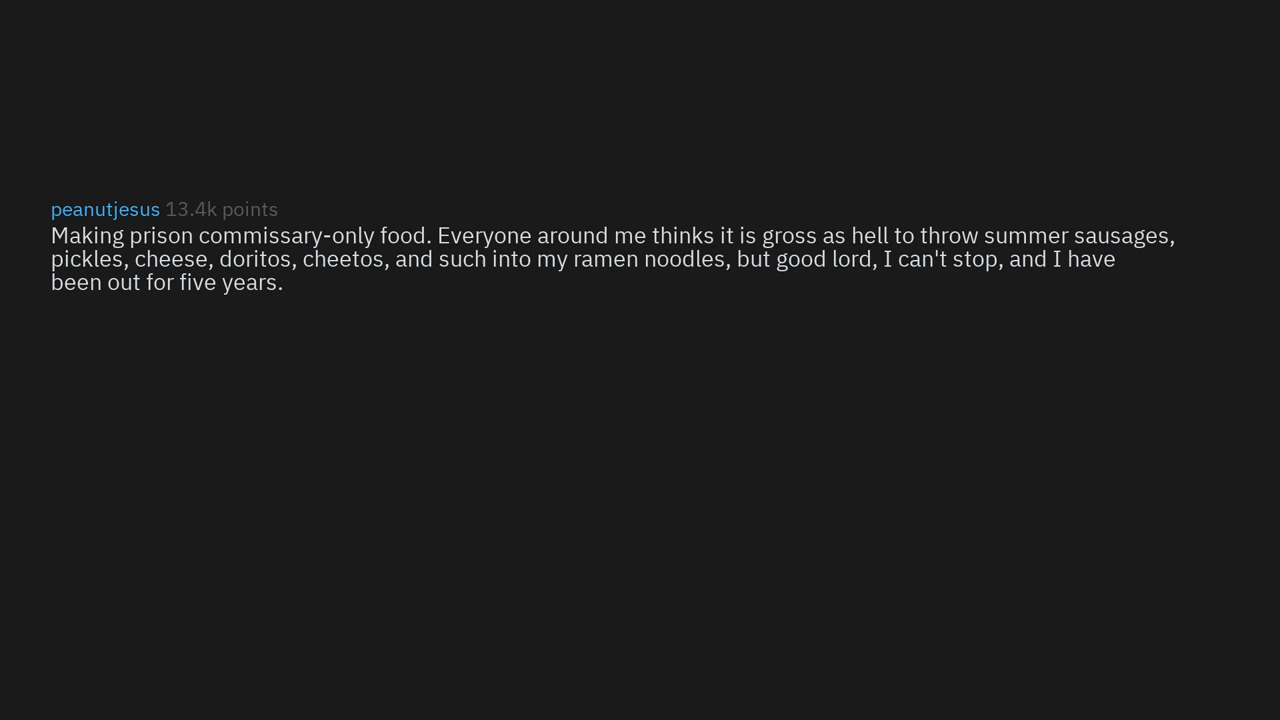 peanutjesus 13.4k points
Making prison commissary-only food. Everyone around me thinks it is gross as hell to throw summer sausages,
pickles, cheese, doritos, cheetos, and such into my ramen noodles, but good lord, I can't stop, and I have
been out for five years.